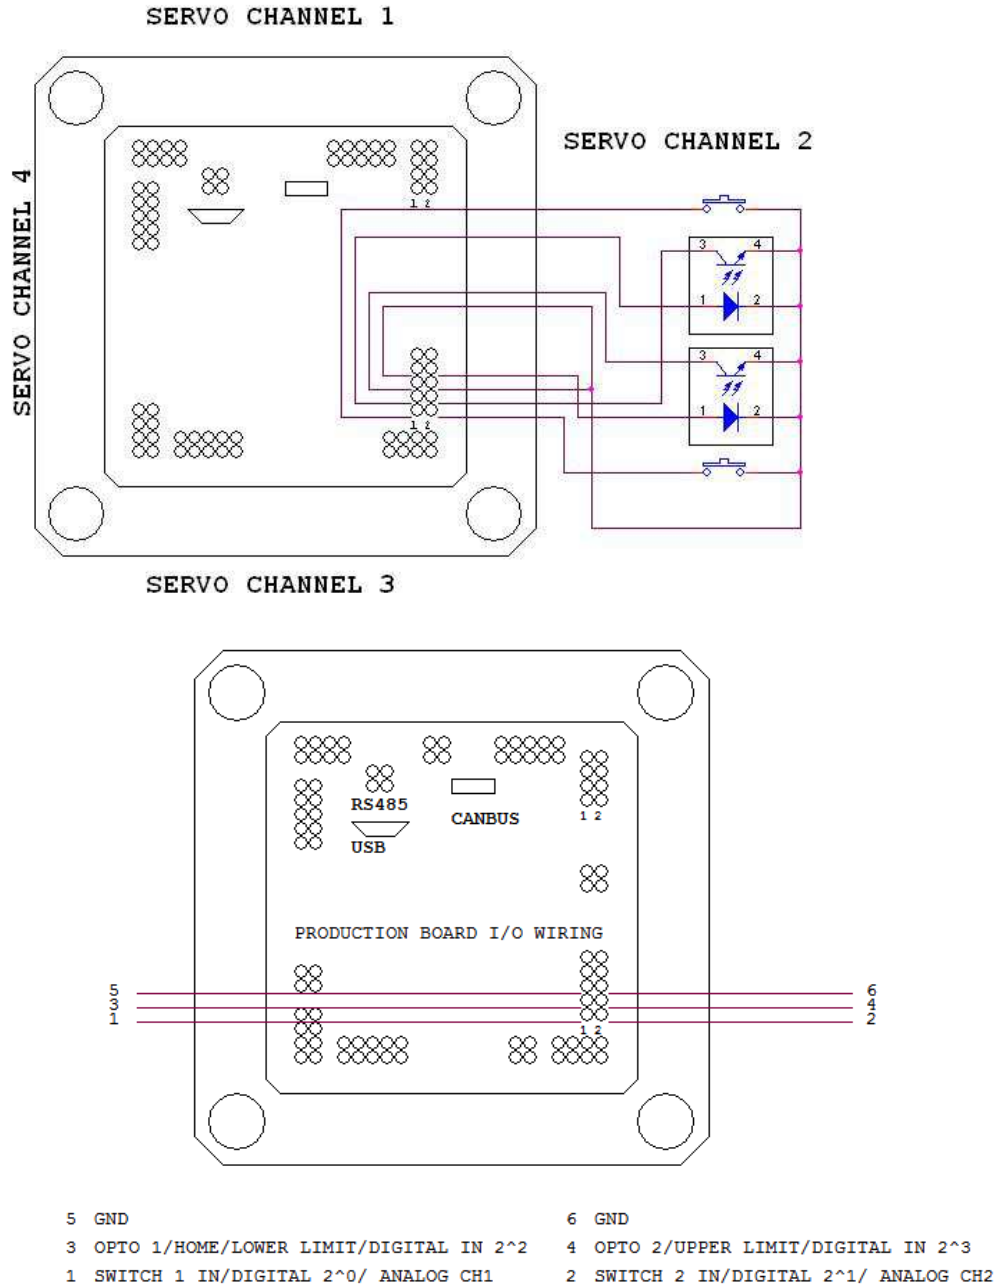 SERVO CHANNEL 1
SERVO CHANNEL 2
SERVO CHANNEL 4
1 2
3 4
1 2
3 4
1 2
1 2
SERVO CHANNEL 3
RS485
CANBUS
1 2
USB
PRODUCTION BOARD I/O WIRING
5 6
3 4
1 2
1 2
5 GND 6 GND
3 OPTO 1/HOME/LOWER LIMIT/DIGITAL IN 2^2 4 OPTO 2/UPPER LIMIT/DIGITAL IN 2^3
1 SWITCH 1 IN/DIGITAL 2^0/ ANALOG CH1 2 SWITCH 2 IN/DIGITAL 2^1/ ANALOG CH2